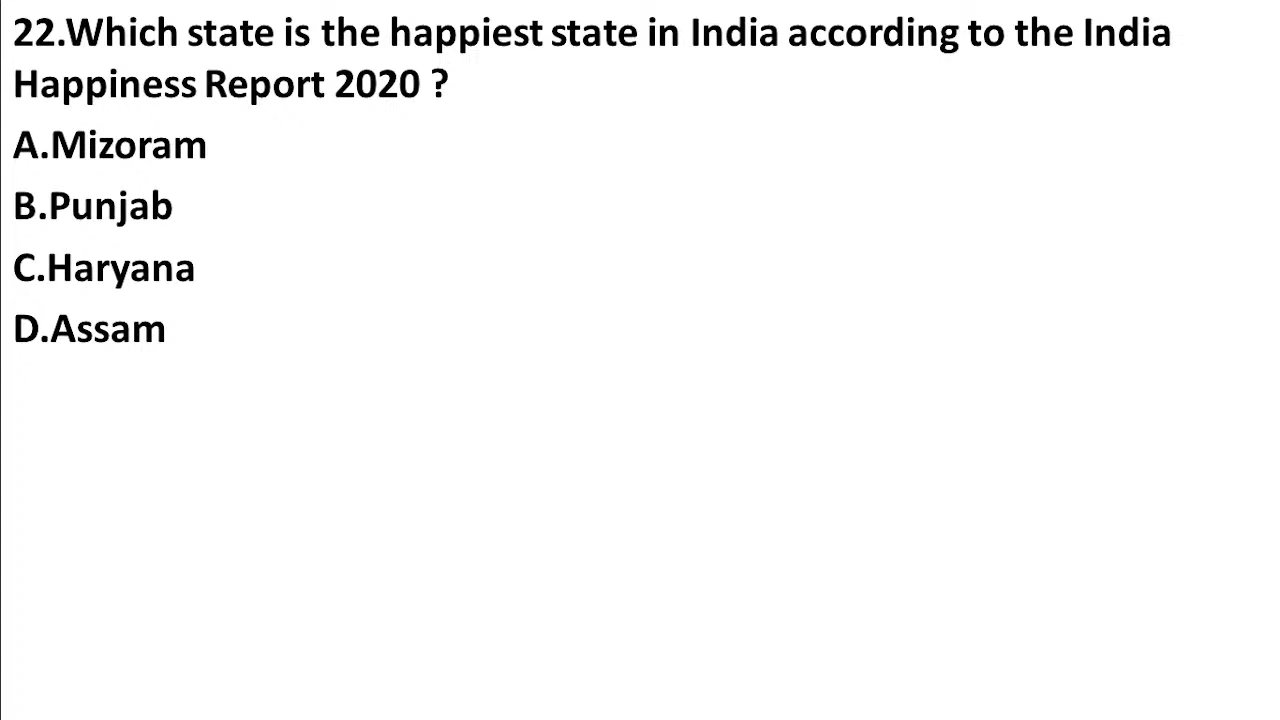 22.Which state is the happiest state in India according to the India
Happiness Report 2020 ?
A.Mizoram
B.Punjab
C.Haryana
D.Assam